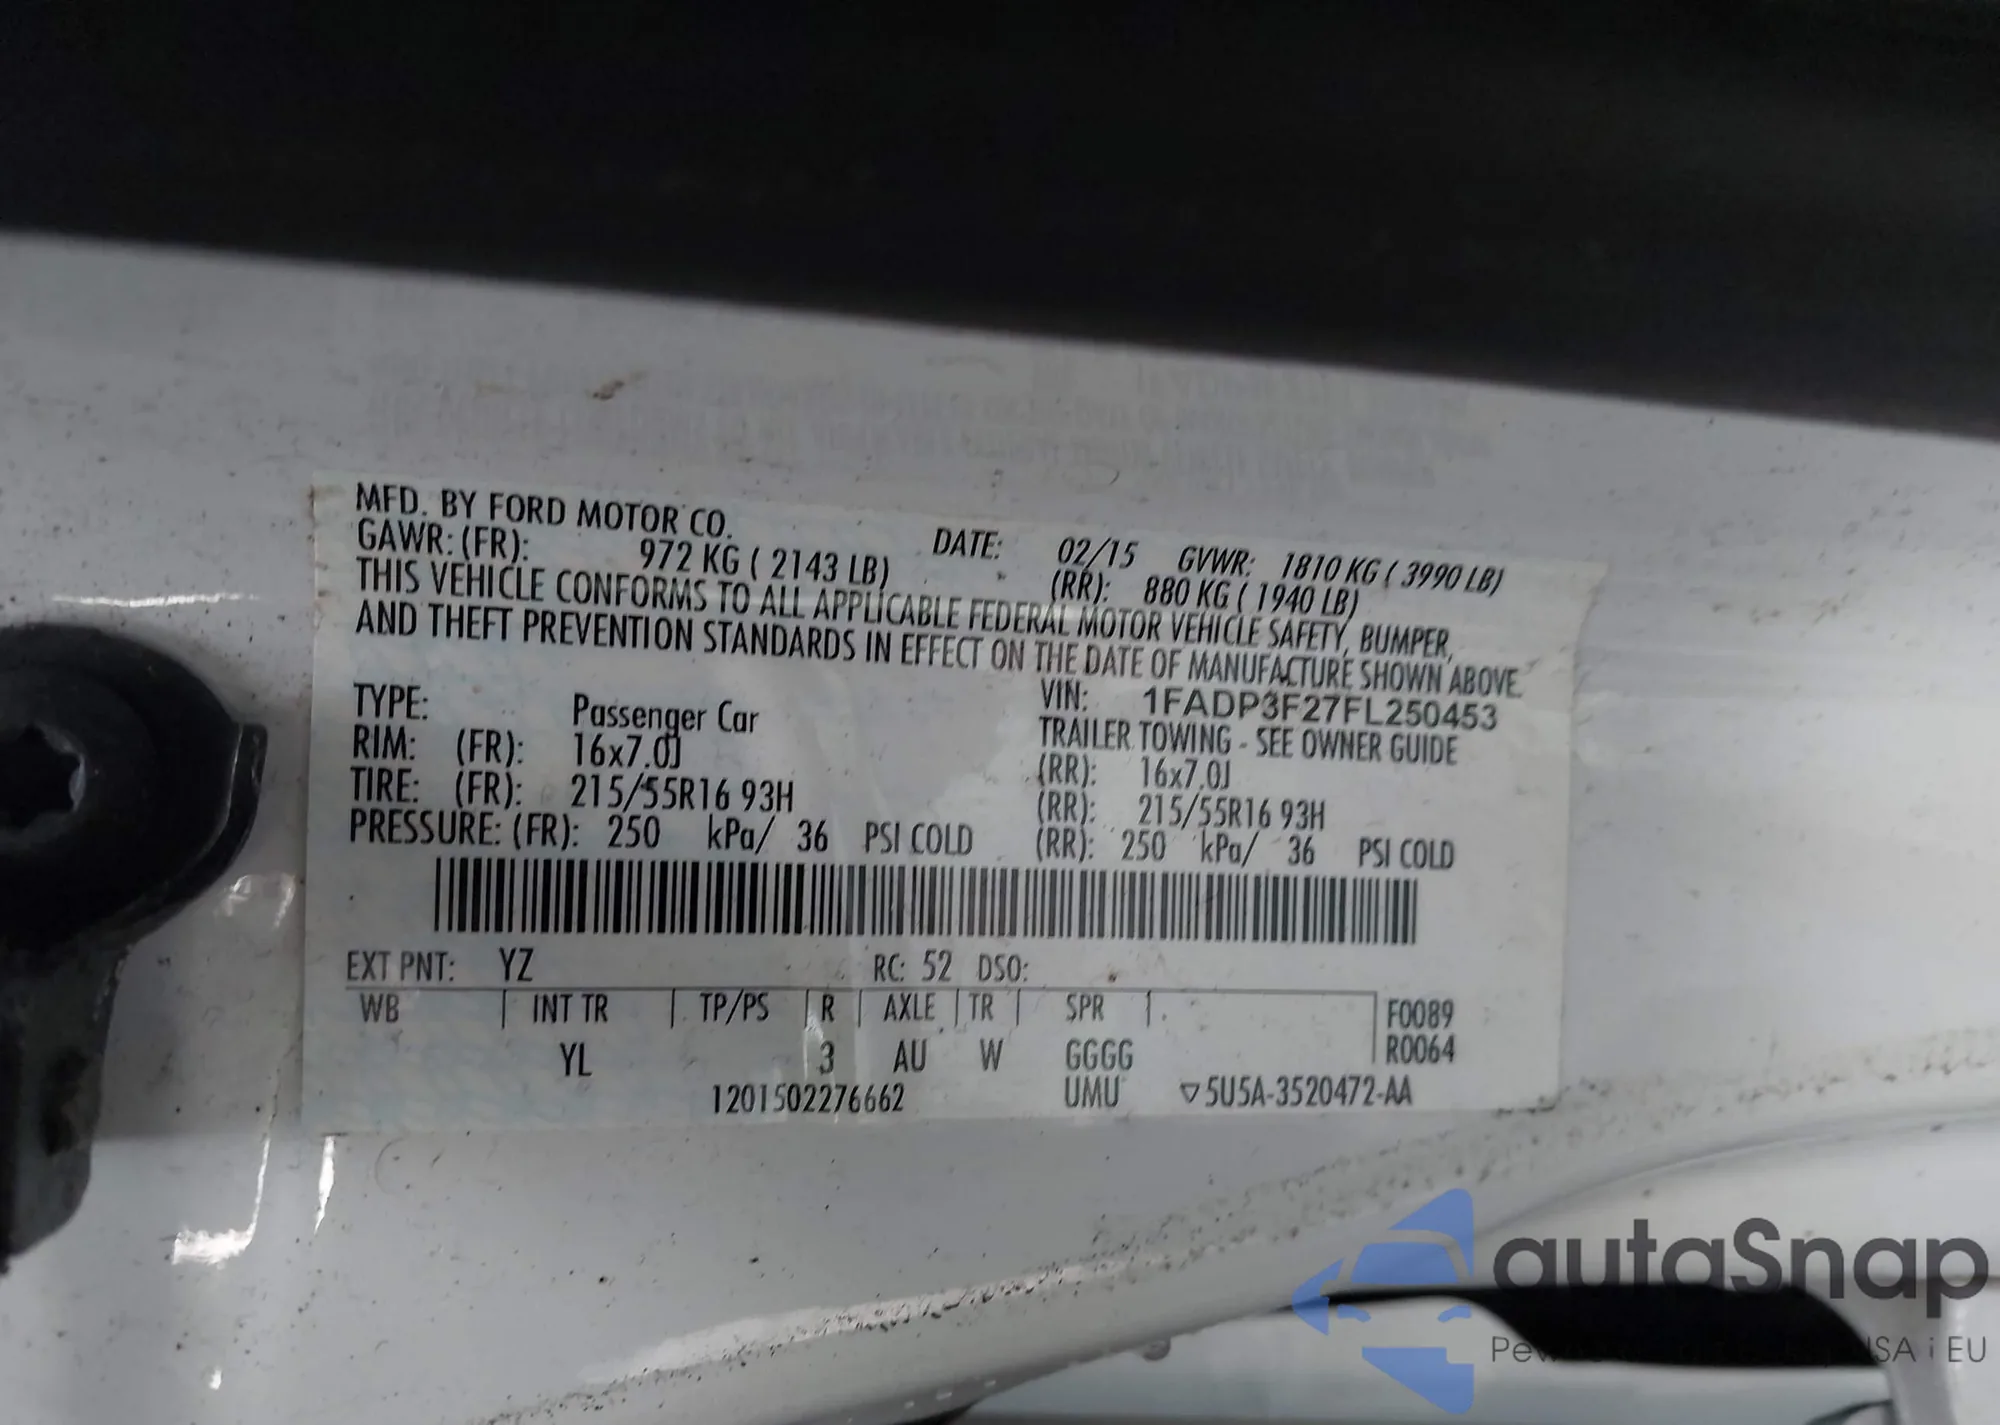 MFD. BY FORD MOTOR CO. DATE: 02/15 GVWR: 1810 KG ( 3990 LB)
GAWR: (FR): 972 KG ( 2143 LB) (RR): 880 KG ( 1940 LB)
THIS VEHICLE CONFORMS TO ALL APPLICABLE FEDERAL MOTOR VEHICLE SAFETY, BUMPER,
AND THEFT PREVENTION STANDARDS IN EFFECT ON THE DATE OF MANUFACTURE SHOWN ABOVE.
VIN: 1FADP3F27FL250453
TYPE: Passenger Car TRAILER TOWING - SEE OWNER GUIDE
RIM: (FR): 16x7.0J (RR): 16x7.0J
TIRE: (FR): 215/55R16 93H (RR): 215/55R16 93H
PRESSURE: (FR): 250 kPa/ 36 PSI COLD (RR): 250 kPa/ 36 PSI COLD
EXT PNT: YZ RC: 52 DSO:
WB | INT TR | TP/PS | R | AXLE | TR | SPR | F0089
YL 3 AU W GGGG R0064
1201502276662 UMU ▽5U5A-3520472-AA
autaSnap
USA i EU